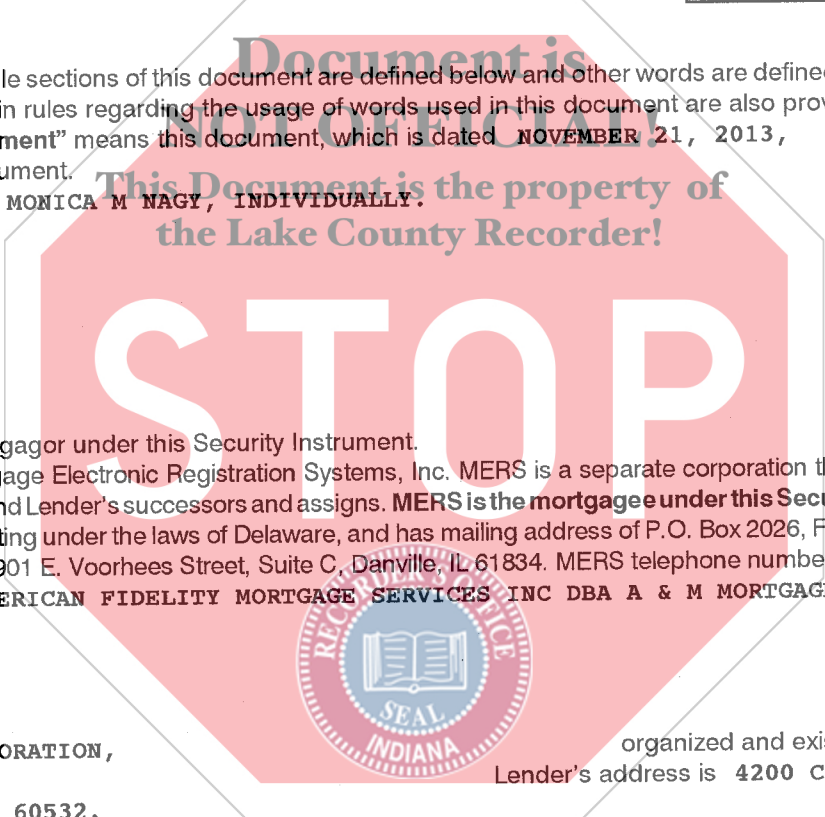 Document is
le sections of this document are defined below and other words are define
in rules regarding the usage of words used in this document are also prov
NOT OFFICIAL!
ment” means this document, which is dated NOVEMBER 21, 2013,
ument.
This Document is the property of
MONICA M NAGY, INDIVIDUALLY.
the Lake County Recorder!
STOP
gagor under this Security Instrument.
gage Electronic Registration Systems, Inc. MERS is a separate corporation th
nd Lender's successors and assigns. MERS is the mortgagee under this Secu
ting under the laws of Delaware, and has mailing address of P.O. Box 2026, F
901 E. Voorhees Street, Suite C, Danville, IL 61834. MERS telephone numbe
ERICAN FIDELITY MORTGAGE SERVICES INC DBA A & M MORTGAGE
RECORDER'S OFFICE
SEAL
INDIANA
organized and exis
ORATION,
Lender's address is 4200 C
60532.